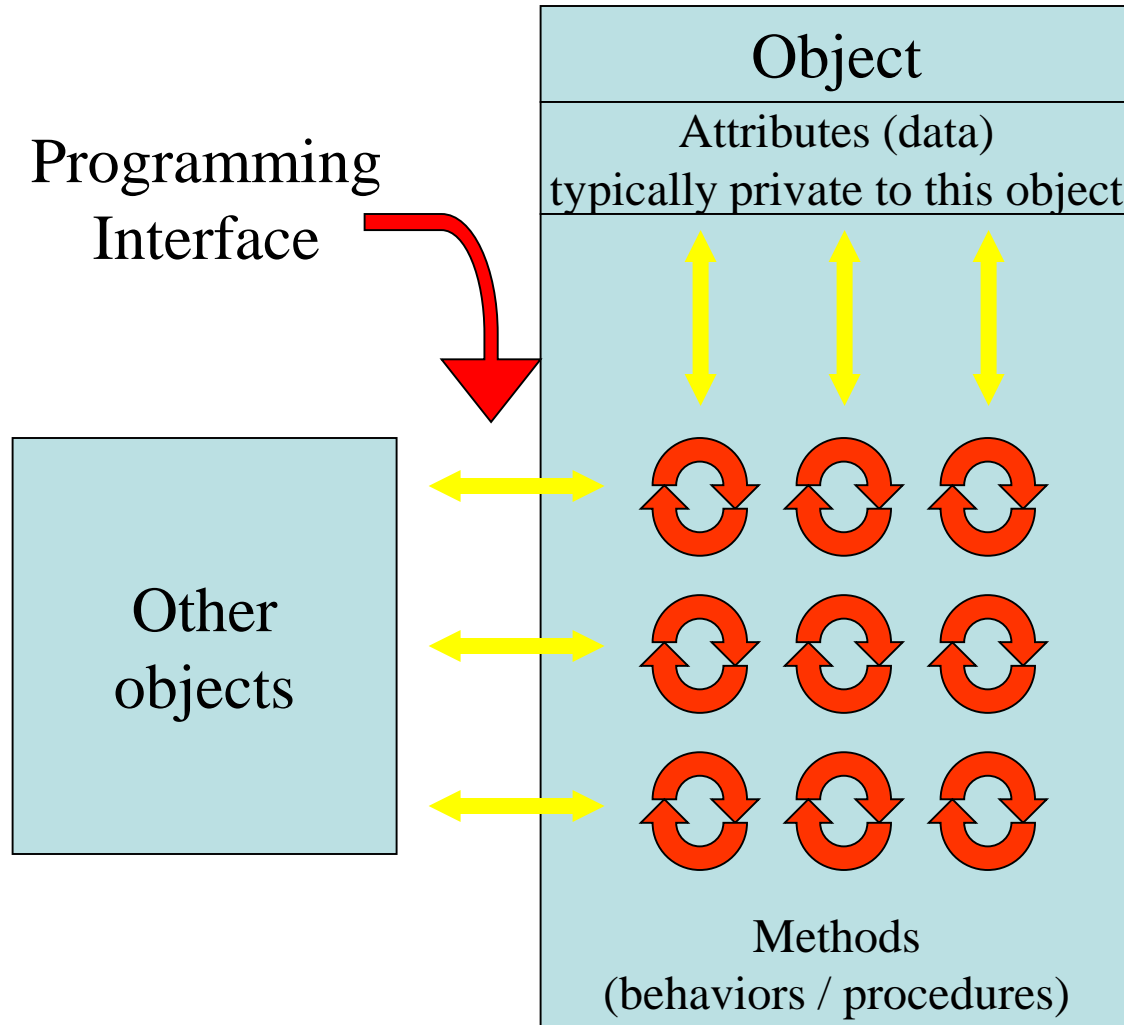 Object
Attributes (data)
typically private to this object
Programming
Interface
Other
objects
Methods
(behaviors / procedures)